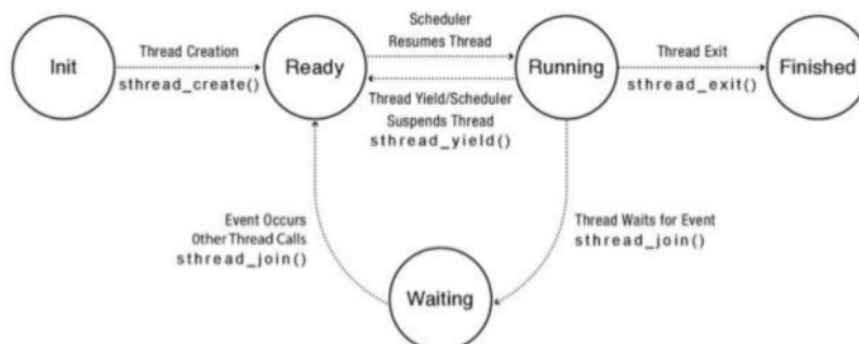 Init
Thread Creation
sthread_create()
Ready
Scheduler
Resumes Thread
Thread Yield/Scheduler
Suspends Thread
sthread_yield()
Running
Thread Exit
sthread_exit()
Finished
Event Occurs
Other Thread Calls
sthread_join()
Thread Waits for Event
sthread_join()
Waiting